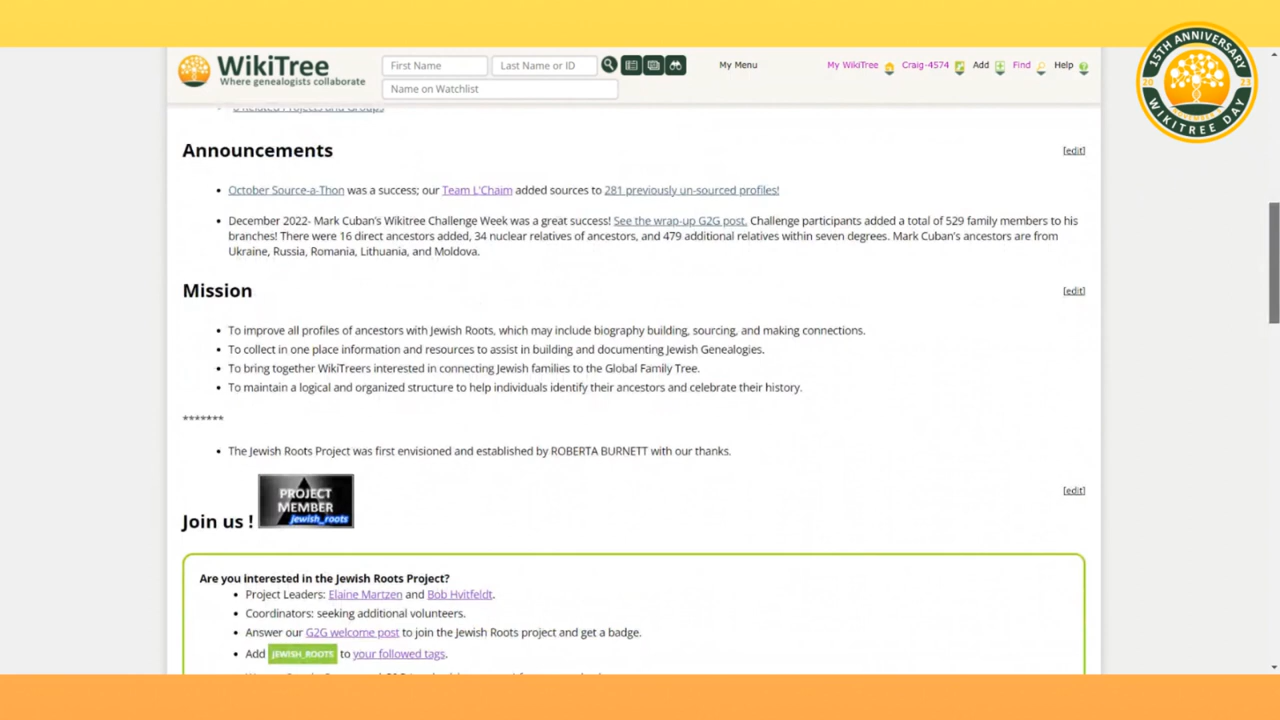 WikiTree
Where genealogists collaborate
First Name
Last Name or ID
Name on Watchlist
My Menu
My WikiTree
Craig-4574
Add
Find
Help
15TH ANNIVERSARY
20 23
NOVEMBER 5
WIKITREE DAY
Announcements
[edit]
• October Source-a-Thon was a success; our Team L'Chaim added sources to 281 previously un-sourced profiles!
• December 2022- Mark Cuban's Wikitree Challenge Week was a great success! See the wrap-up G2G post. Challenge participants added a total of 529 family members to his
branches! There were 16 direct ancestors added, 34 nuclear relatives of ancestors, and 479 additional relatives within seven degrees. Mark Cuban's ancestors are from
Ukraine, Russia, Romania, Lithuania, and Moldova.
Mission
[edit]
• To improve all profiles of ancestors with Jewish Roots, which may include biography building, sourcing, and making connections.
• To collect in one place information and resources to assist in building and documenting Jewish Genealogies.
• To bring together WikiTreers interested in connecting Jewish families to the Global Family Tree.
• To maintain a logical and organized structure to help individuals identify their ancestors and celebrate their history.
*******
• The Jewish Roots Project was first envisioned and established by ROBERTA BURNETT with our thanks.
[edit]
PROJECT
MEMBER
jewish_roots
Join us !
Are you interested in the Jewish Roots Project?
• Project Leaders: Elaine Martzen and Bob Hvitfeldt.
• Coordinators: seeking additional volunteers.
• Answer our G2G welcome post to join the Jewish Roots project and get a badge.
• Add JEWISH_ROOTS to your followed tags.